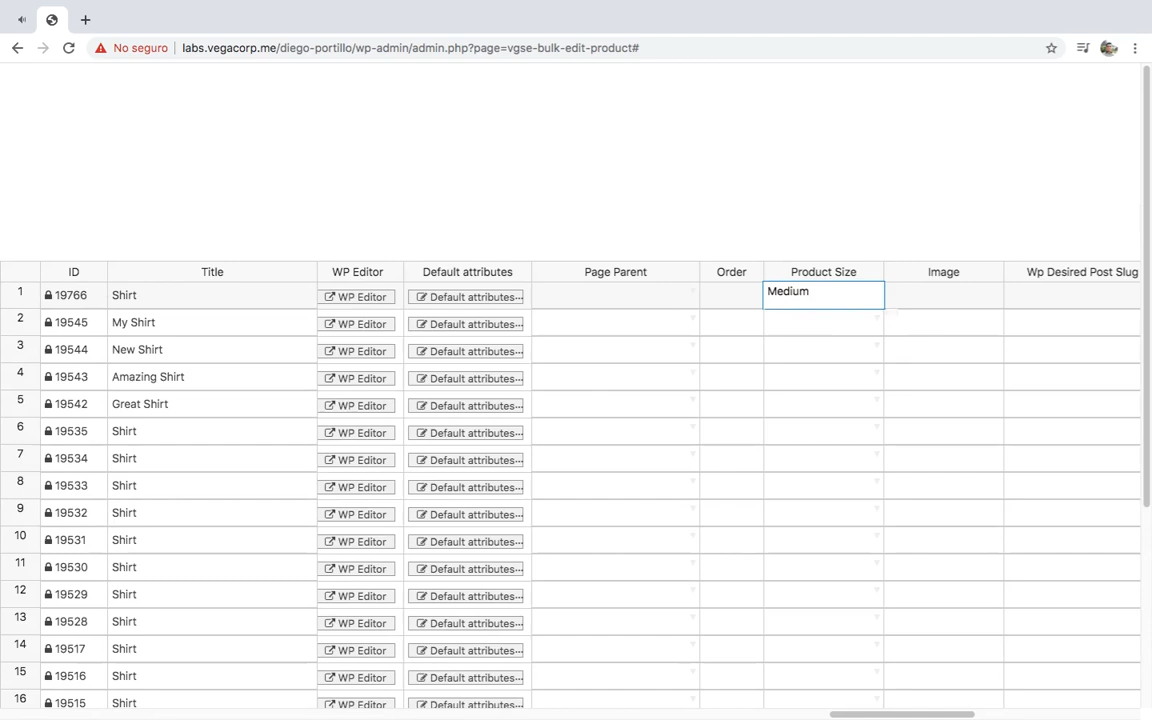 No seguro labs.vegacorp.me/diego-portillo/wp-admin/admin.php?page=vgse-bulk-edit-product#
ID Title WP Editor Default attributes Page Parent Order Product Size Image Wp Desired Post Slug
1 19766 Shirt WP Editor Default attributes... Medium
2 19545 My Shirt WP Editor Default attributes...
3 19544 New Shirt WP Editor Default attributes...
4 19543 Amazing Shirt WP Editor Default attributes...
5 19542 Great Shirt WP Editor Default attributes...
6 19535 Shirt WP Editor Default attributes...
7 19534 Shirt WP Editor Default attributes...
8 19533 Shirt WP Editor Default attributes...
9 19532 Shirt WP Editor Default attributes...
10 19531 Shirt WP Editor Default attributes...
11 19530 Shirt WP Editor Default attributes...
12 19529 Shirt WP Editor Default attributes...
13 19528 Shirt WP Editor Default attributes...
14 19517 Shirt WP Editor Default attributes...
15 19516 Shirt WP Editor Default attributes...
16 19515 Shirt WP Editor Default attributes...